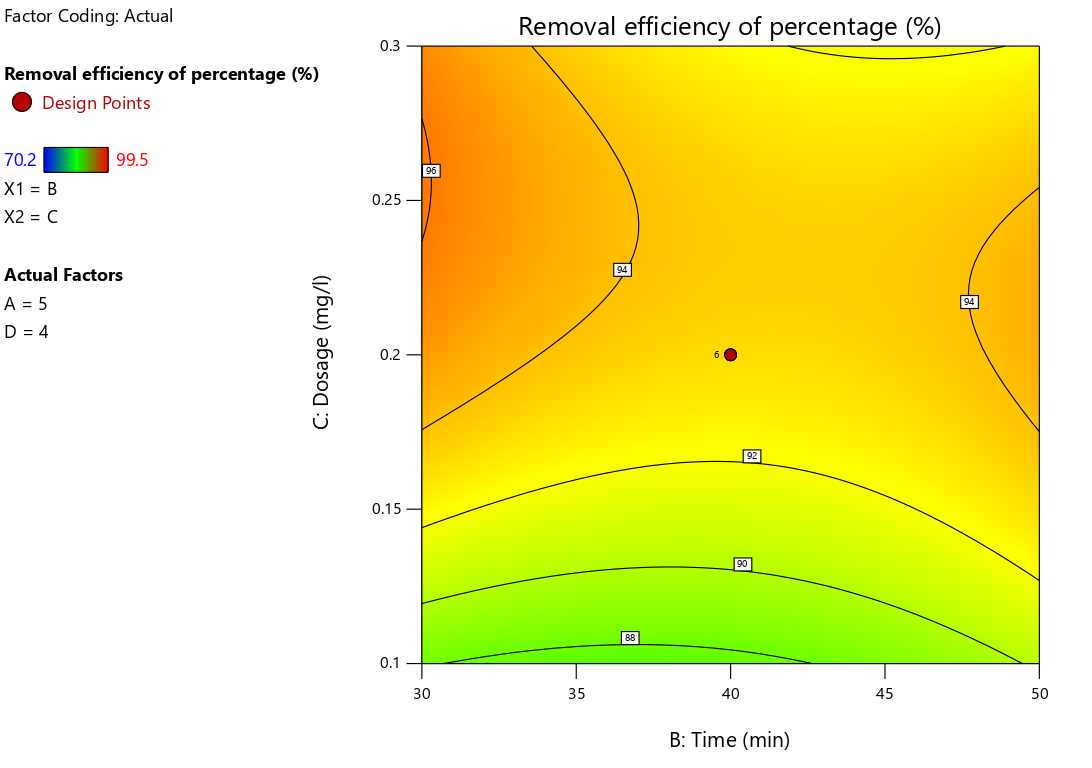 Factor Coding: Actual
Removal efficiency of percentage (%)
Design Points
70.2 99.5
X1 = B
X2 = C
Actual Factors
A = 5
D = 4
Removal efficiency of percentage (%)
0.3
0.25
0.2
0.15
0.1
C: Dosage (mg/l)
96
94
94
6
92
90
88
30 35 40 45 50
B: Time (min)